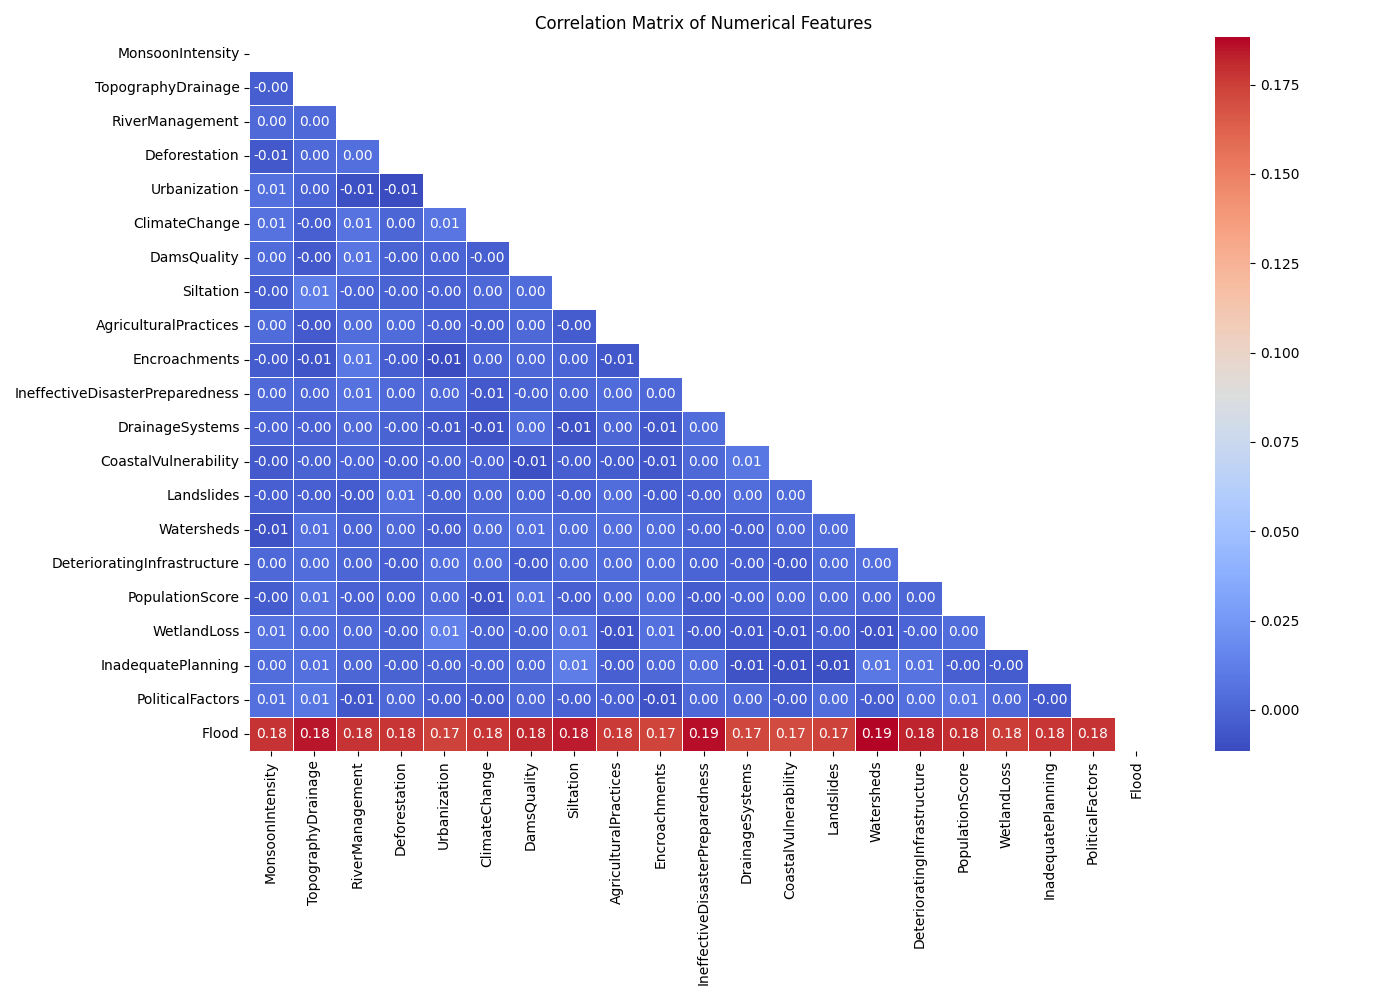 Correlation Matrix of Numerical Features
MonsoonIntensity
TopographyDrainage -0.00
RiverManagement 0.00 0.00
Deforestation -0.01 0.00 0.00
Urbanization 0.01 0.00 -0.01 -0.01
ClimateChange 0.01 -0.00 0.01 0.00 0.01
DamsQuality 0.00 -0.00 0.01 -0.00 0.00 -0.00
Siltation -0.00 0.01 -0.00 -0.00 -0.00 0.00 0.00
AgriculturalPractices 0.00 -0.00 0.00 0.00 -0.00 -0.00 0.00 -0.00
Encroachments -0.00 -0.01 0.01 -0.00 -0.01 0.00 0.00 0.00 -0.01
IneffectiveDisasterPreparedness 0.00 0.00 0.01 0.00 0.00 -0.01 -0.00 0.00 0.00 0.00
DrainageSystems -0.00 -0.00 0.00 -0.00 -0.01 -0.01 0.00 -0.01 0.00 -0.01 0.00
CoastalVulnerability -0.00 -0.00 -0.00 -0.00 -0.00 -0.00 -0.01 -0.00 -0.00 -0.01 0.00 0.01
Landslides -0.00 -0.00 -0.00 0.01 -0.00 0.00 0.00 -0.00 0.00 -0.00 -0.00 0.00 0.00
Watersheds -0.01 0.01 0.00 0.00 -0.00 0.00 0.01 0.00 0.00 0.00 -0.00 -0.00 0.00 0.00
DeterioratingInfrastructure 0.00 0.00 0.00 -0.00 0.00 0.00 -0.00 0.00 0.00 0.00 0.00 -0.00 -0.00 0.00 0.00
PopulationScore -0.00 0.01 -0.00 0.00 0.00 -0.01 0.01 -0.00 0.00 0.00 -0.00 -0.00 0.00 0.00 0.00 0.00
WetlandLoss 0.01 0.00 0.00 -0.00 0.01 -0.00 -0.00 0.01 -0.01 0.01 -0.00 -0.01 -0.01 -0.00 -0.01 -0.00 0.00
InadequatePlanning 0.00 0.01 0.00 -0.00 -0.00 -0.00 0.00 0.01 -0.00 0.00 0.00 -0.01 -0.01 -0.01 0.01 0.01 -0.00 -0.00
PoliticalFactors 0.01 0.01 -0.01 0.00 -0.00 -0.00 0.00 -0.00 -0.00 -0.01 0.00 0.00 -0.00 0.00 -0.00 0.00 0.01 0.00 -0.00
Flood 0.18 0.18 0.18 0.18 0.17 0.18 0.18 0.18 0.18 0.17 0.19 0.17 0.17 0.17 0.19 0.18 0.18 0.18 0.18 0.18
MonsoonIntensity
TopographyDrainage
RiverManagement
Deforestation
Urbanization
ClimateChange
DamsQuality
Siltation
AgriculturalPractices
Encroachments
IneffectiveDisasterPreparedness
DrainageSystems
CoastalVulnerability
Landslides
Watersheds
DeterioratingInfrastructure
PopulationScore
WetlandLoss
InadequatePlanning
PoliticalFactors
Flood
0.175
0.150
0.125
0.100
0.075
0.050
0.025
0.000